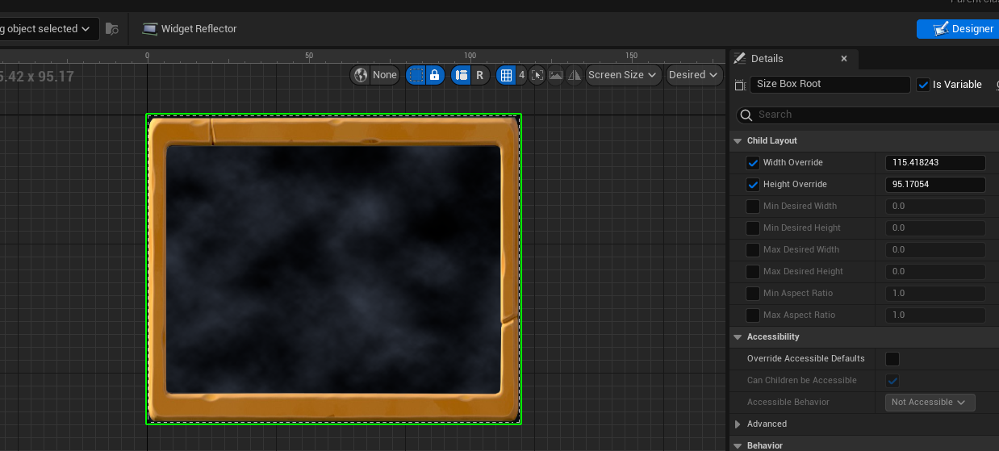 g object selected
Widget Reflector
Designer
0 50 100 150
5.42 x 95.17
None
R
4
Screen Size
Desired
Details
Size Box Root
Is Variable
Search
Child Layout
Width Override 115.418243
Height Override 95.17054
Min Desired Width 0.0
Min Desired Height 0.0
Max Desired Width 0.0
Max Desired Height 0.0
Min Aspect Ratio 1.0
Max Aspect Ratio 1.0
Accessibility
Override Accessible Defaults
Can Children be Accessible
Accessible Behavior Not Accessible
Advanced
Behavior